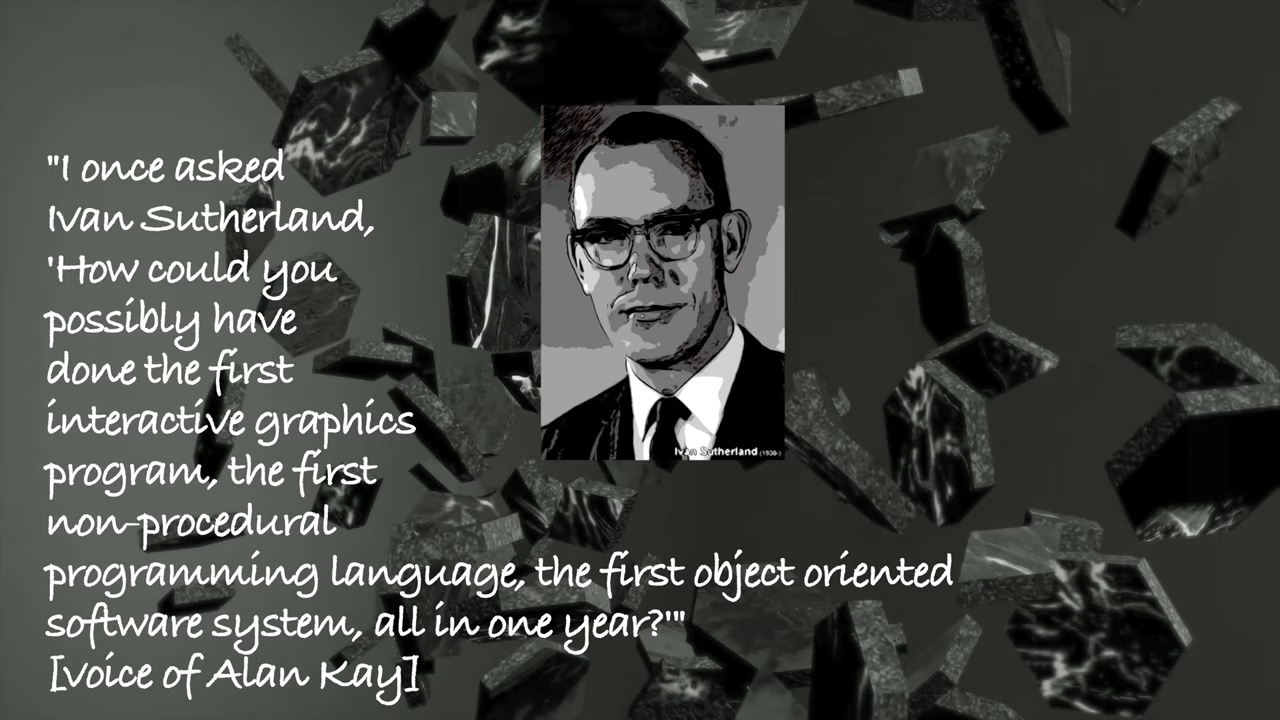 "I once asked
Ivan Sutherland,
'How could you
possibly have
done the first
interactive graphics
program, the first
non-procedural
programming language, the first object oriented
software system, all in one year?'"
[voice of Alan Kay]
Ivan Sutherland (1938-)